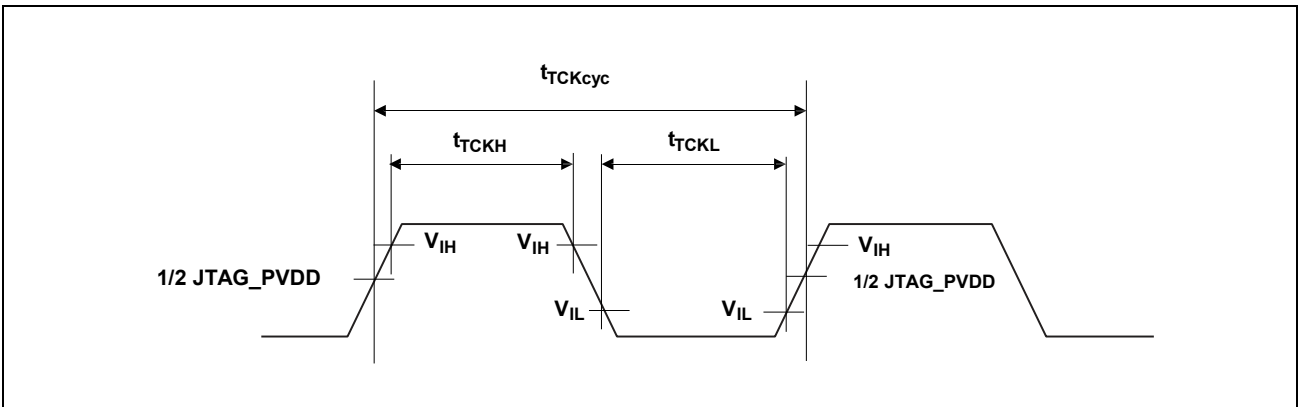 tTCKcyc
tTCKH
tTCKL
VIH
VIH
VIH
1/2 JTAG_PVDD
1/2 JTAG_PVDD
VIL
VIL